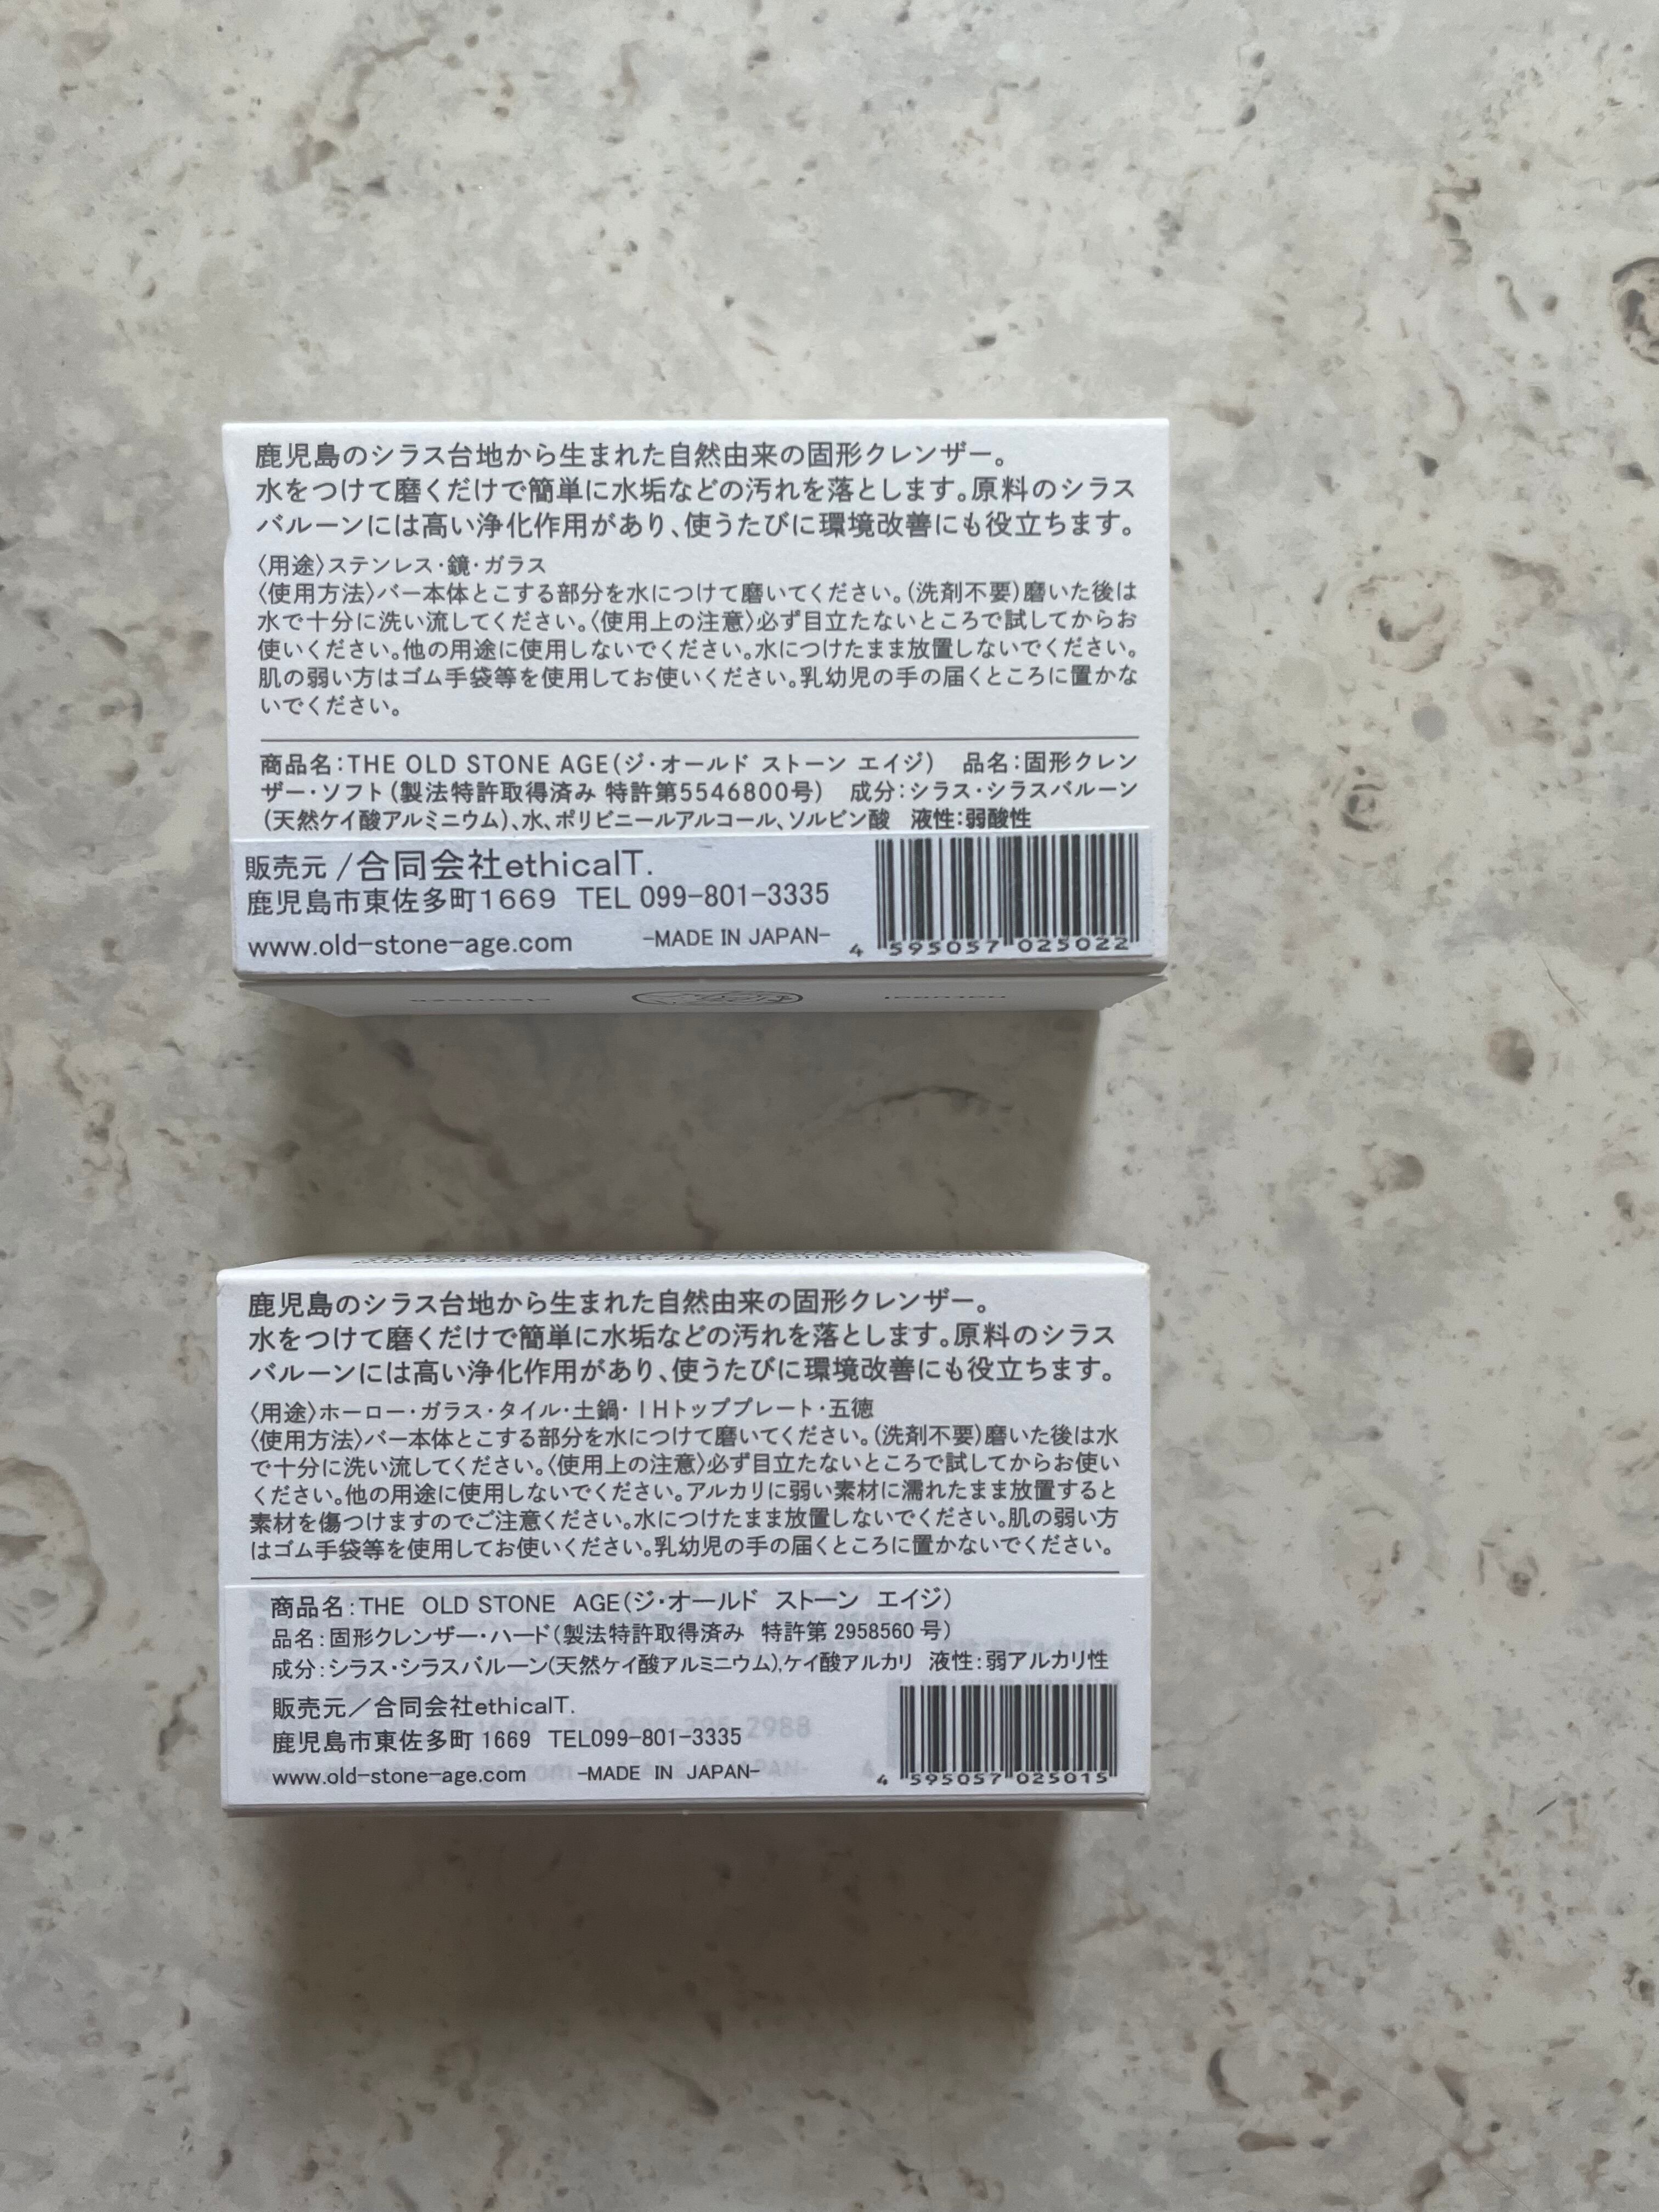 鹿児島のシラス台地から生まれた自然由来の固形クレンザー。
水をつけて磨くだけで簡単に水垢などの汚れを落とします。原料のシラス
バルーンには高い浄化作用があり、使うたびに環境改善にも役立ちます。
〈用途〉ステンレス・鏡・ガラス
〈使用方法〉バー本体とこする部分を水につけて磨いてください。(洗剤不要)磨いた後は
水で十分に洗い流してください。〈使用上の注意〉必ず目立たないところで試してからお
使いください。他の用途に使用しないでください。水につけたまま放置しないでください。
肌の弱い方はゴム手袋等を使用してお使いください。乳幼児の手の届くところに置かな
いでください。
商品名:THE OLD STONE AGE(ジ・オールド ストーン エイジ) 品名:固形クレン
ザー・ソフト(製法特許取得済み 特許第5546800号) 成分:シラス・シラスバルーン
(天然ケイ酸アルミニウム)、水、ポリビニールアルコール、ソルビン酸 液性:弱酸性
販売元 /合同会社ethicalT.
鹿児島市東佐多町1669 TEL 099-801-3335
www.old-stone-age.com -MADE IN JAPAN-
4 595057 025022
鹿児島のシラス台地から生まれた自然由来の固形クレンザー。
水をつけて磨くだけで簡単に水垢などの汚れを落とします。原料のシラス
バルーンには高い浄化作用があり、使うたびに環境改善にも役立ちます。
〈用途〉ホーロー・ガラス・タイル・土鍋・IHトッププレート・五徳
〈使用方法〉バー本体とこする部分を水につけて磨いてください。(洗剤不要)磨いた後は水
で十分に洗い流してください。〈使用上の注意〉必ず目立たないところで試してからお使い
ください。他の用途に使用しないでください。アルカリに弱い素材に濡れたまま放置すると
素材を傷つけますのでご注意ください。水につけたまま放置しないでください。肌の弱い方
はゴム手袋等を使用してお使いください。乳幼児の手の届くところに置かないでください。
商品名:THE OLD STONE AGE(ジ・オールド ストーン エイジ)
品名:固形クレンザー・ハード(製法特許取得済み 特許第 2958560 号)
成分:シラス・シラスバルーン(天然ケイ酸アルミニウム),ケイ酸アルカリ 液性:弱アルカリ性
販売元/合同会社ethicalT.
鹿児島市東佐多町 1669 TEL099-801-3335
www.old-stone-age.com -MADE IN JAPAN-
4 595057 025015